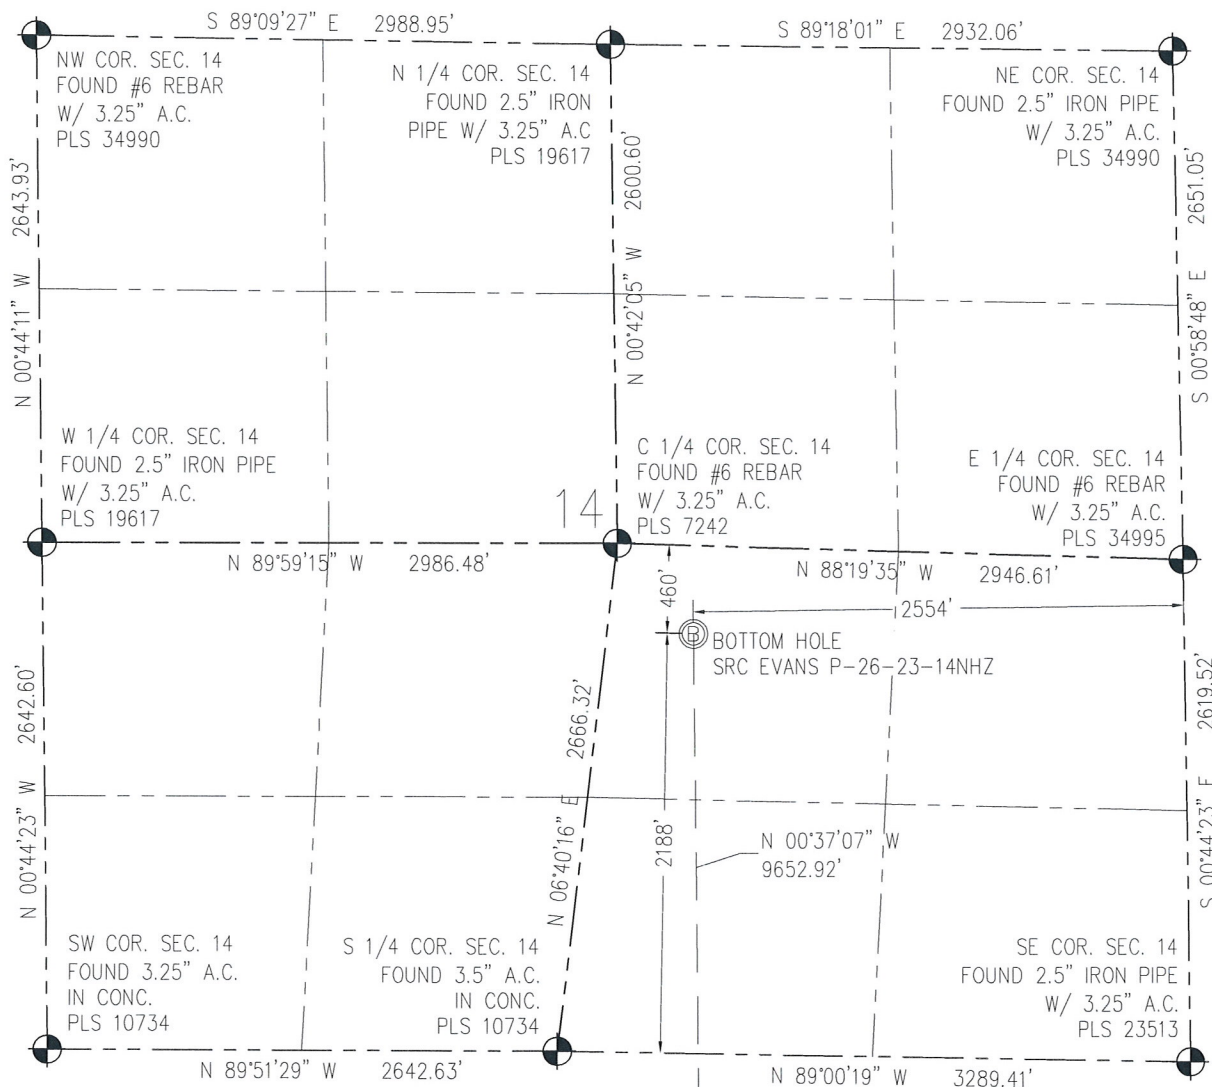 S 89°09'27" E 2988.95'
S 89°18'01" E 2932.06'
NW COR. SEC. 14
FOUND #6 REBAR
W/ 3.25" A.C.
PLS 34990
N 1/4 COR. SEC. 14
FOUND 2.5" IRON
PIPE W/ 3.25" A.C
PLS 19617
NE COR. SEC. 14
FOUND 2.5" IRON PIPE
W/ 3.25" A.C.
PLS 34990
N 00°44'11" W 2643.93'
N 00°42'05" W 2600.60'
S 00°58'48" E 2651.05'
W 1/4 COR. SEC. 14
FOUND 2.5" IRON PIPE
W/ 3.25" A.C.
PLS 19617
14
C 1/4 COR. SEC. 14
FOUND #6 REBAR
W/ 3.25" A.C.
PLS 7242
E 1/4 COR. SEC. 14
FOUND #6 REBAR
W/ 3.25" A.C.
PLS 34995
N 89°59'15" W 2986.48'
N 88°19'35" W 2946.61'
460'
2554'
B
BOTTOM HOLE
SRC EVANS P-26-23-14NHZ
N 00°44'23" W 2642.60'
N 06°40'16" E 2666.32'
2188'
N 00°37'07" W
9652.92'
S 00°44'23" E 2619.52'
SW COR. SEC. 14
FOUND 3.25" A.C.
IN CONC.
PLS 10734
S 1/4 COR. SEC. 14
FOUND 3.5" A.C.
IN CONC.
PLS 10734
SE COR. SEC. 14
FOUND 2.5" IRON PIPE
W/ 3.25" A.C.
PLS 23513
N 89°51'29" W 2642.63'
N 89°00'19" W 3289.41'